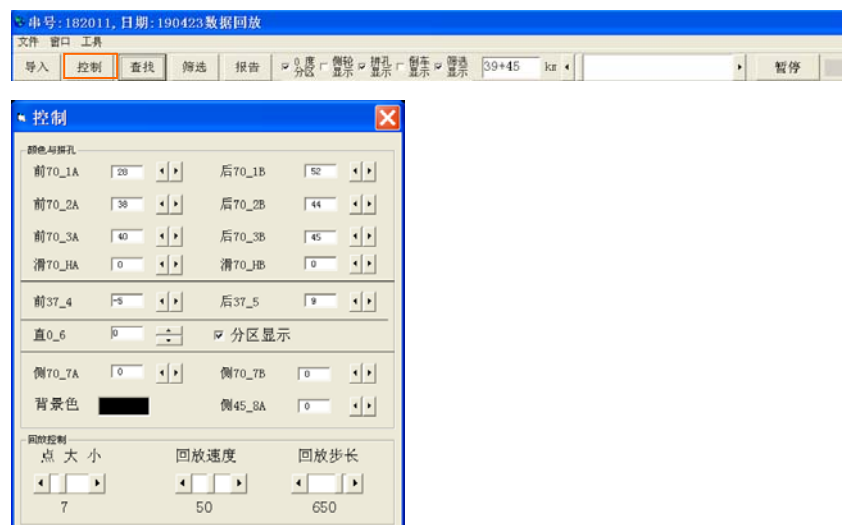 串号:182011,日期:190423数据回放
文件 窗口 工具
导入 控制 查找 筛选 报告 0 度分区 侧轮显示 拼孔显示 倒车显示 筛选显示 39+45 km 暂停
控制
颜色与拼孔
前70_1A 28 后70_1B 52
前70_2A 38 后70_2B 44
前70_3A 40 后70_3B 45
滑70_HA 0 滑70_HB 0
前37_4 -5 后37_5 9
直0_6 0 分区显示
侧70_7A 0 侧70_7B 0
背景色 侧45_8A 0
回放控制
点 大 小 回放速度 回放步长
7 50 650